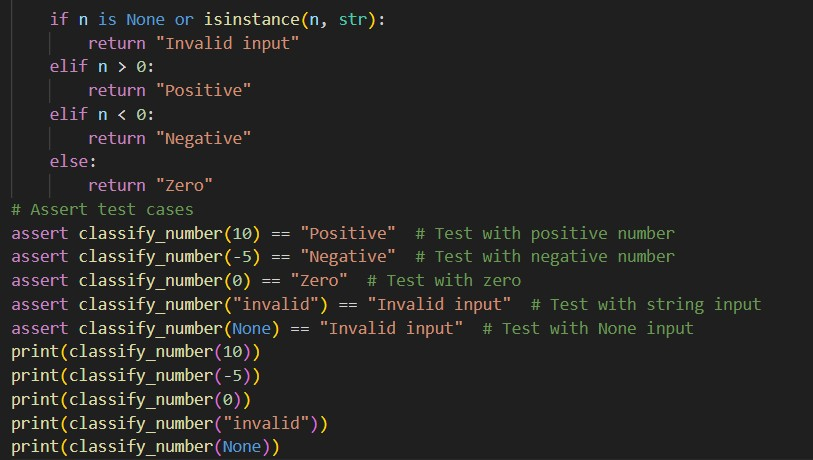 if n is None or isinstance(n, str):
        return "Invalid input"
    elif n > 0:
        return "Positive"
    elif n < 0:
        return "Negative"
    else:
        return "Zero"
# Assert test cases
assert classify_number(10) == "Positive"  # Test with positive number
assert classify_number(-5) == "Negative"  # Test with negative number
assert classify_number(0) == "Zero"  # Test with zero
assert classify_number("invalid") == "Invalid input"  # Test with string input
assert classify_number(None) == "Invalid input"  # Test with None input
print(classify_number(10))
print(classify_number(-5))
print(classify_number(0))
print(classify_number("invalid"))
print(classify_number(None))